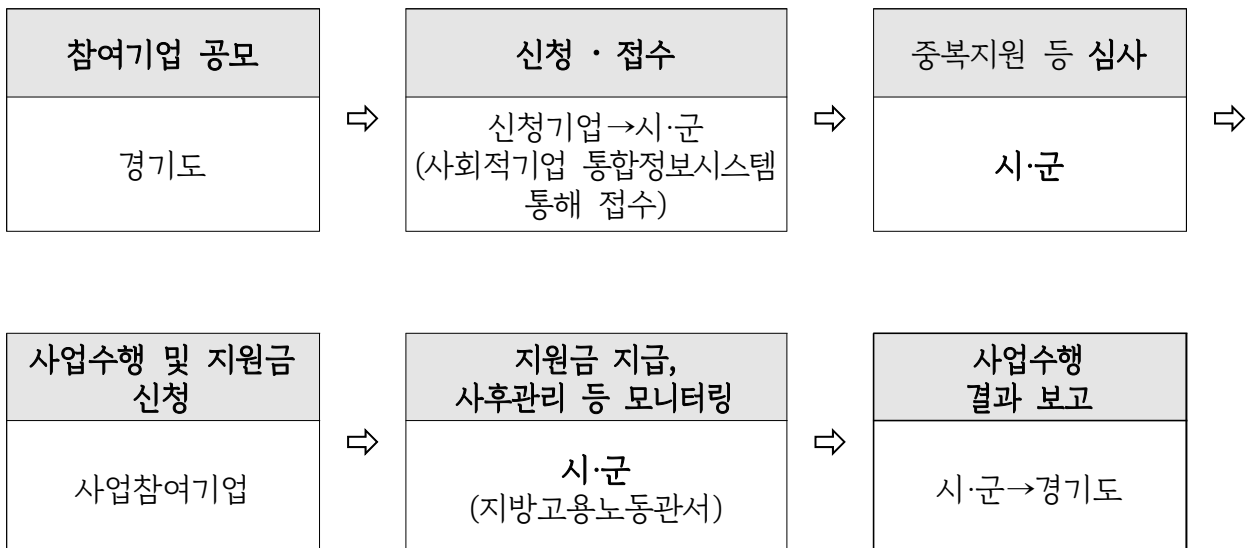 참여기업 공모
경기도
⇨
신청 · 접수
신청기업→시·군
(사회적기업 통합정보시스템
통해 접수)
⇨
중복지원 등 심사
시·군
⇨
사업수행 및 지원금
신청
사업참여기업
⇨
지원금 지급,
사후관리 등 모니터링
시·군
(지방고용노동관서)
⇨
사업수행
결과 보고
시·군→경기도